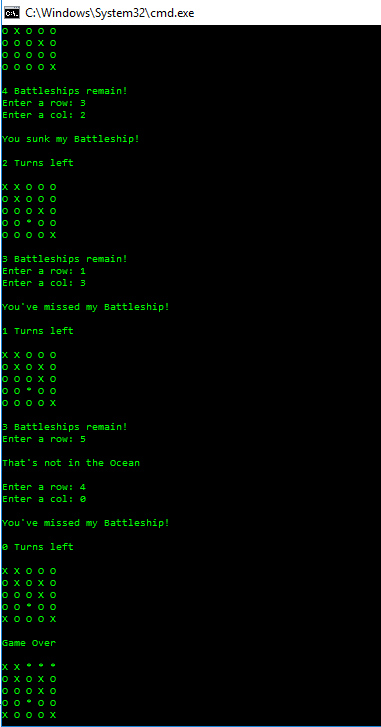 C:\Windows\System32\cmd.exe
O X O O O
O O O X O
O O O O O
O O O O X
4 Battleships remain!
Enter a row: 3
Enter a col: 2
You sunk my Battleship!
2 Turns left
X X O O O
O X O O O
O O O X O
O O * O O
O O O O X
3 Battleships remain!
Enter a row: 1
Enter a col: 3
You've missed my Battleship!
1 Turns left
X X O O O
O X O X O
O O O X O
O O * O O
O O O O X
3 Battleships remain!
Enter a row: 5
That's not in the Ocean
Enter a row: 4
Enter a col: 0
You've missed my Battleship!
0 Turns left
X X O O O
O X O X O
O O O X O
O O * O O
X O O O X
Game Over
X X * * *
O X O X O
O O O X O
O O * O O
X O O O X